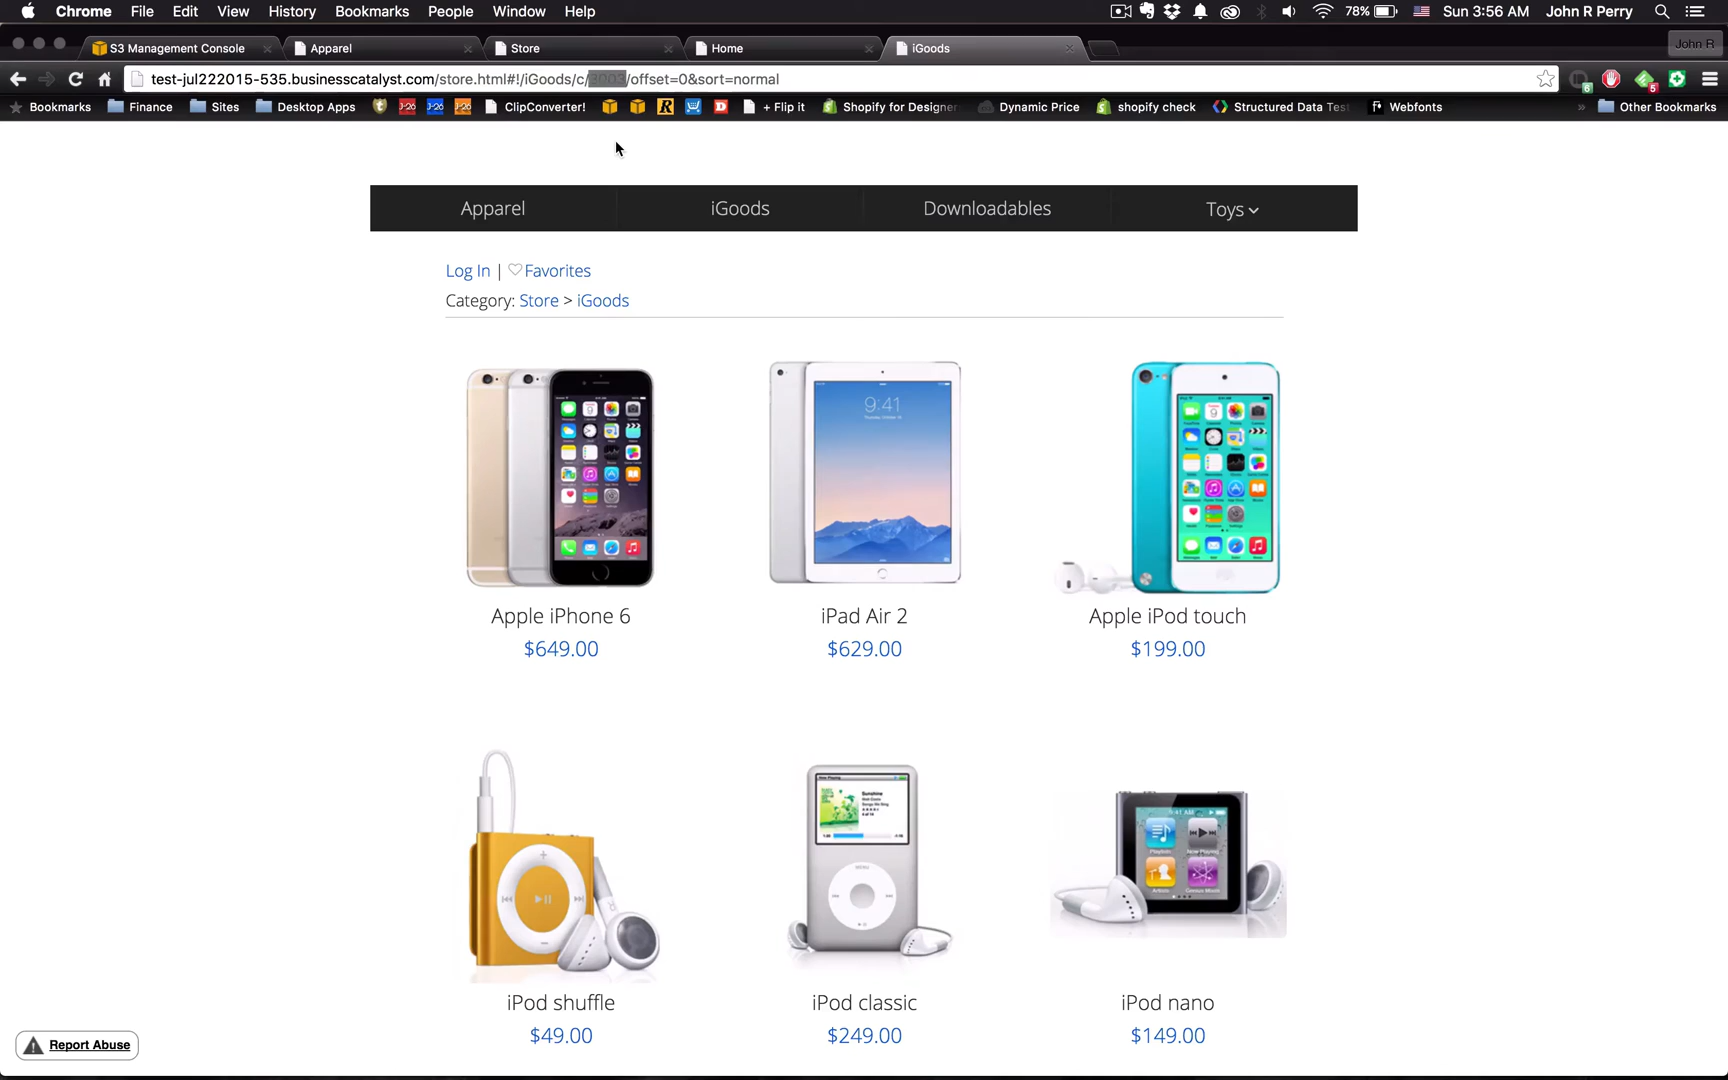 Chrome File Edit View History Bookmarks People Window Help 78% Sun 3:56 AM John R Perry
S3 Management Console Apparel Store Home iGoods John R
test-jul222015-535.businesscatalyst.com/store.html#!/iGoods/c/ /offset=0&sort=normal
Bookmarks Finance Sites Desktop Apps ClipConverter! + Flip it Shopify for Designer Dynamic Price shopify check Structured Data Test Webfonts » Other Bookmarks
Apparel iGoods Downloadables Toys
Log In | Favorites
Category: Store > iGoods
9:41
Apple iPhone 6 iPad Air 2 Apple iPod touch
$649.00 $629.00 $199.00
iPod shuffle iPod classic iPod nano
$49.00 $249.00 $149.00
Report Abuse